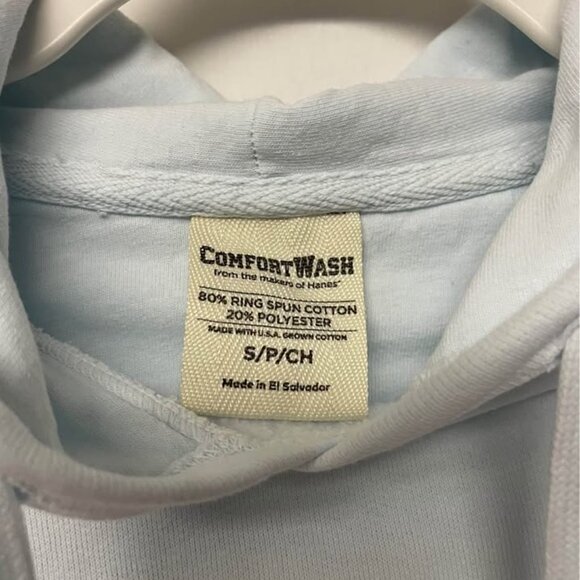 COMFORTWASH
from the makers of Hanes®
80% RING SPUN COTTON
20% POLYESTER
MADE WITH U.S.A. GROWN COTTON
S/P/CH
Made in El Salvador